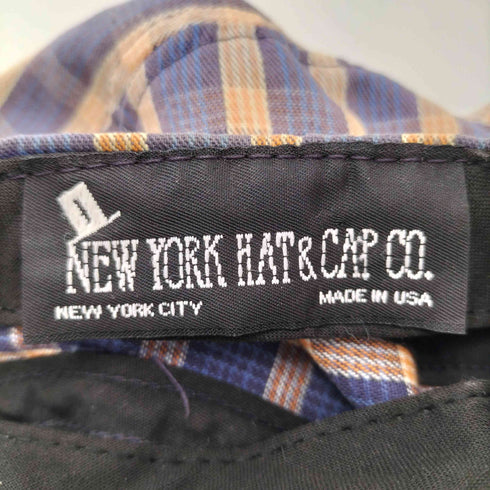 NEW YORK HAT & CAP CO.
NEW YORK CITY MADE IN USA